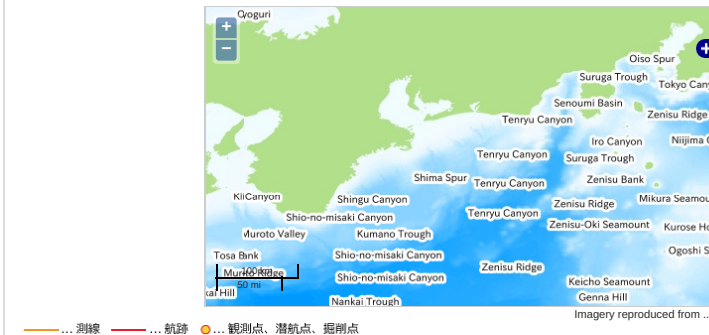 Oyoguri
+
−
Oiso Spur
Suruga Trough
Tokyo Cany
Senoumi Basin
Zenisu Ridge
Tenryu Canyon
Iro Canyon
Niijima
Tenryu Canyon
Suruga Trough
Shima Spur
Tenryu Canyon
Zenisu Bank
KiiCanyon
Shingu Canyon
Zenisu Ridge
Mikura Seamou
Shio-no-misaki Canyon
Tenryu Canyon
Zenisu-Oki Seamount
Kurose Ho
Muroto Valley
Kumano Trough
Tosa Bank
Shio-no-misaki Canyon
Ogoshi S
100 km
Muroto Ridge
Zenisu Ridge
50 mi
Shio-no-misaki Canyon
Keicho Seamount
kai Hill
Nankai Trough
Genna Hill
Imagery reproduced from ..
... 測線 ... 航跡 ... 観測点、潜航点、掘削点